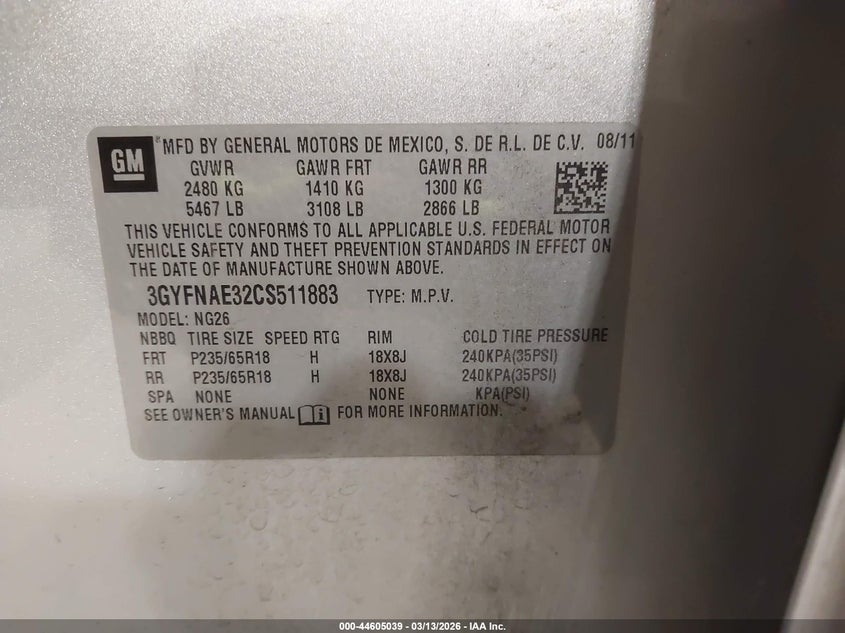 GM
® MFD BY GENERAL MOTORS DE MEXICO, S. DE R.L. DE C.V. 08/11
GVWR GAWR FRT GAWR RR
2480 KG 1410 KG 1300 KG
5467 LB 3108 LB 2866 LB
THIS VEHICLE CONFORMS TO ALL APPLICABLE U.S. FEDERAL MOTOR
VEHICLE SAFETY AND THEFT PREVENTION STANDARDS IN EFFECT ON
THE DATE OF MANUFACTURE SHOWN ABOVE.
3GYFNAE32CS511883 TYPE: M.P.V.
MODEL: NG26
NBBQ TIRE SIZE SPEED RTG RIM COLD TIRE PRESSURE
FRT P235/65R18 H 18X8J 240KPA(35PSI)
RR P235/65R18 H 18X8J 240KPA(35PSI)
SPA NONE NONE KPA(PSI)
SEE OWNER'S MANUAL FOR MORE INFORMATION.
000-44605039 - 03/13/2026 - IAA Inc.